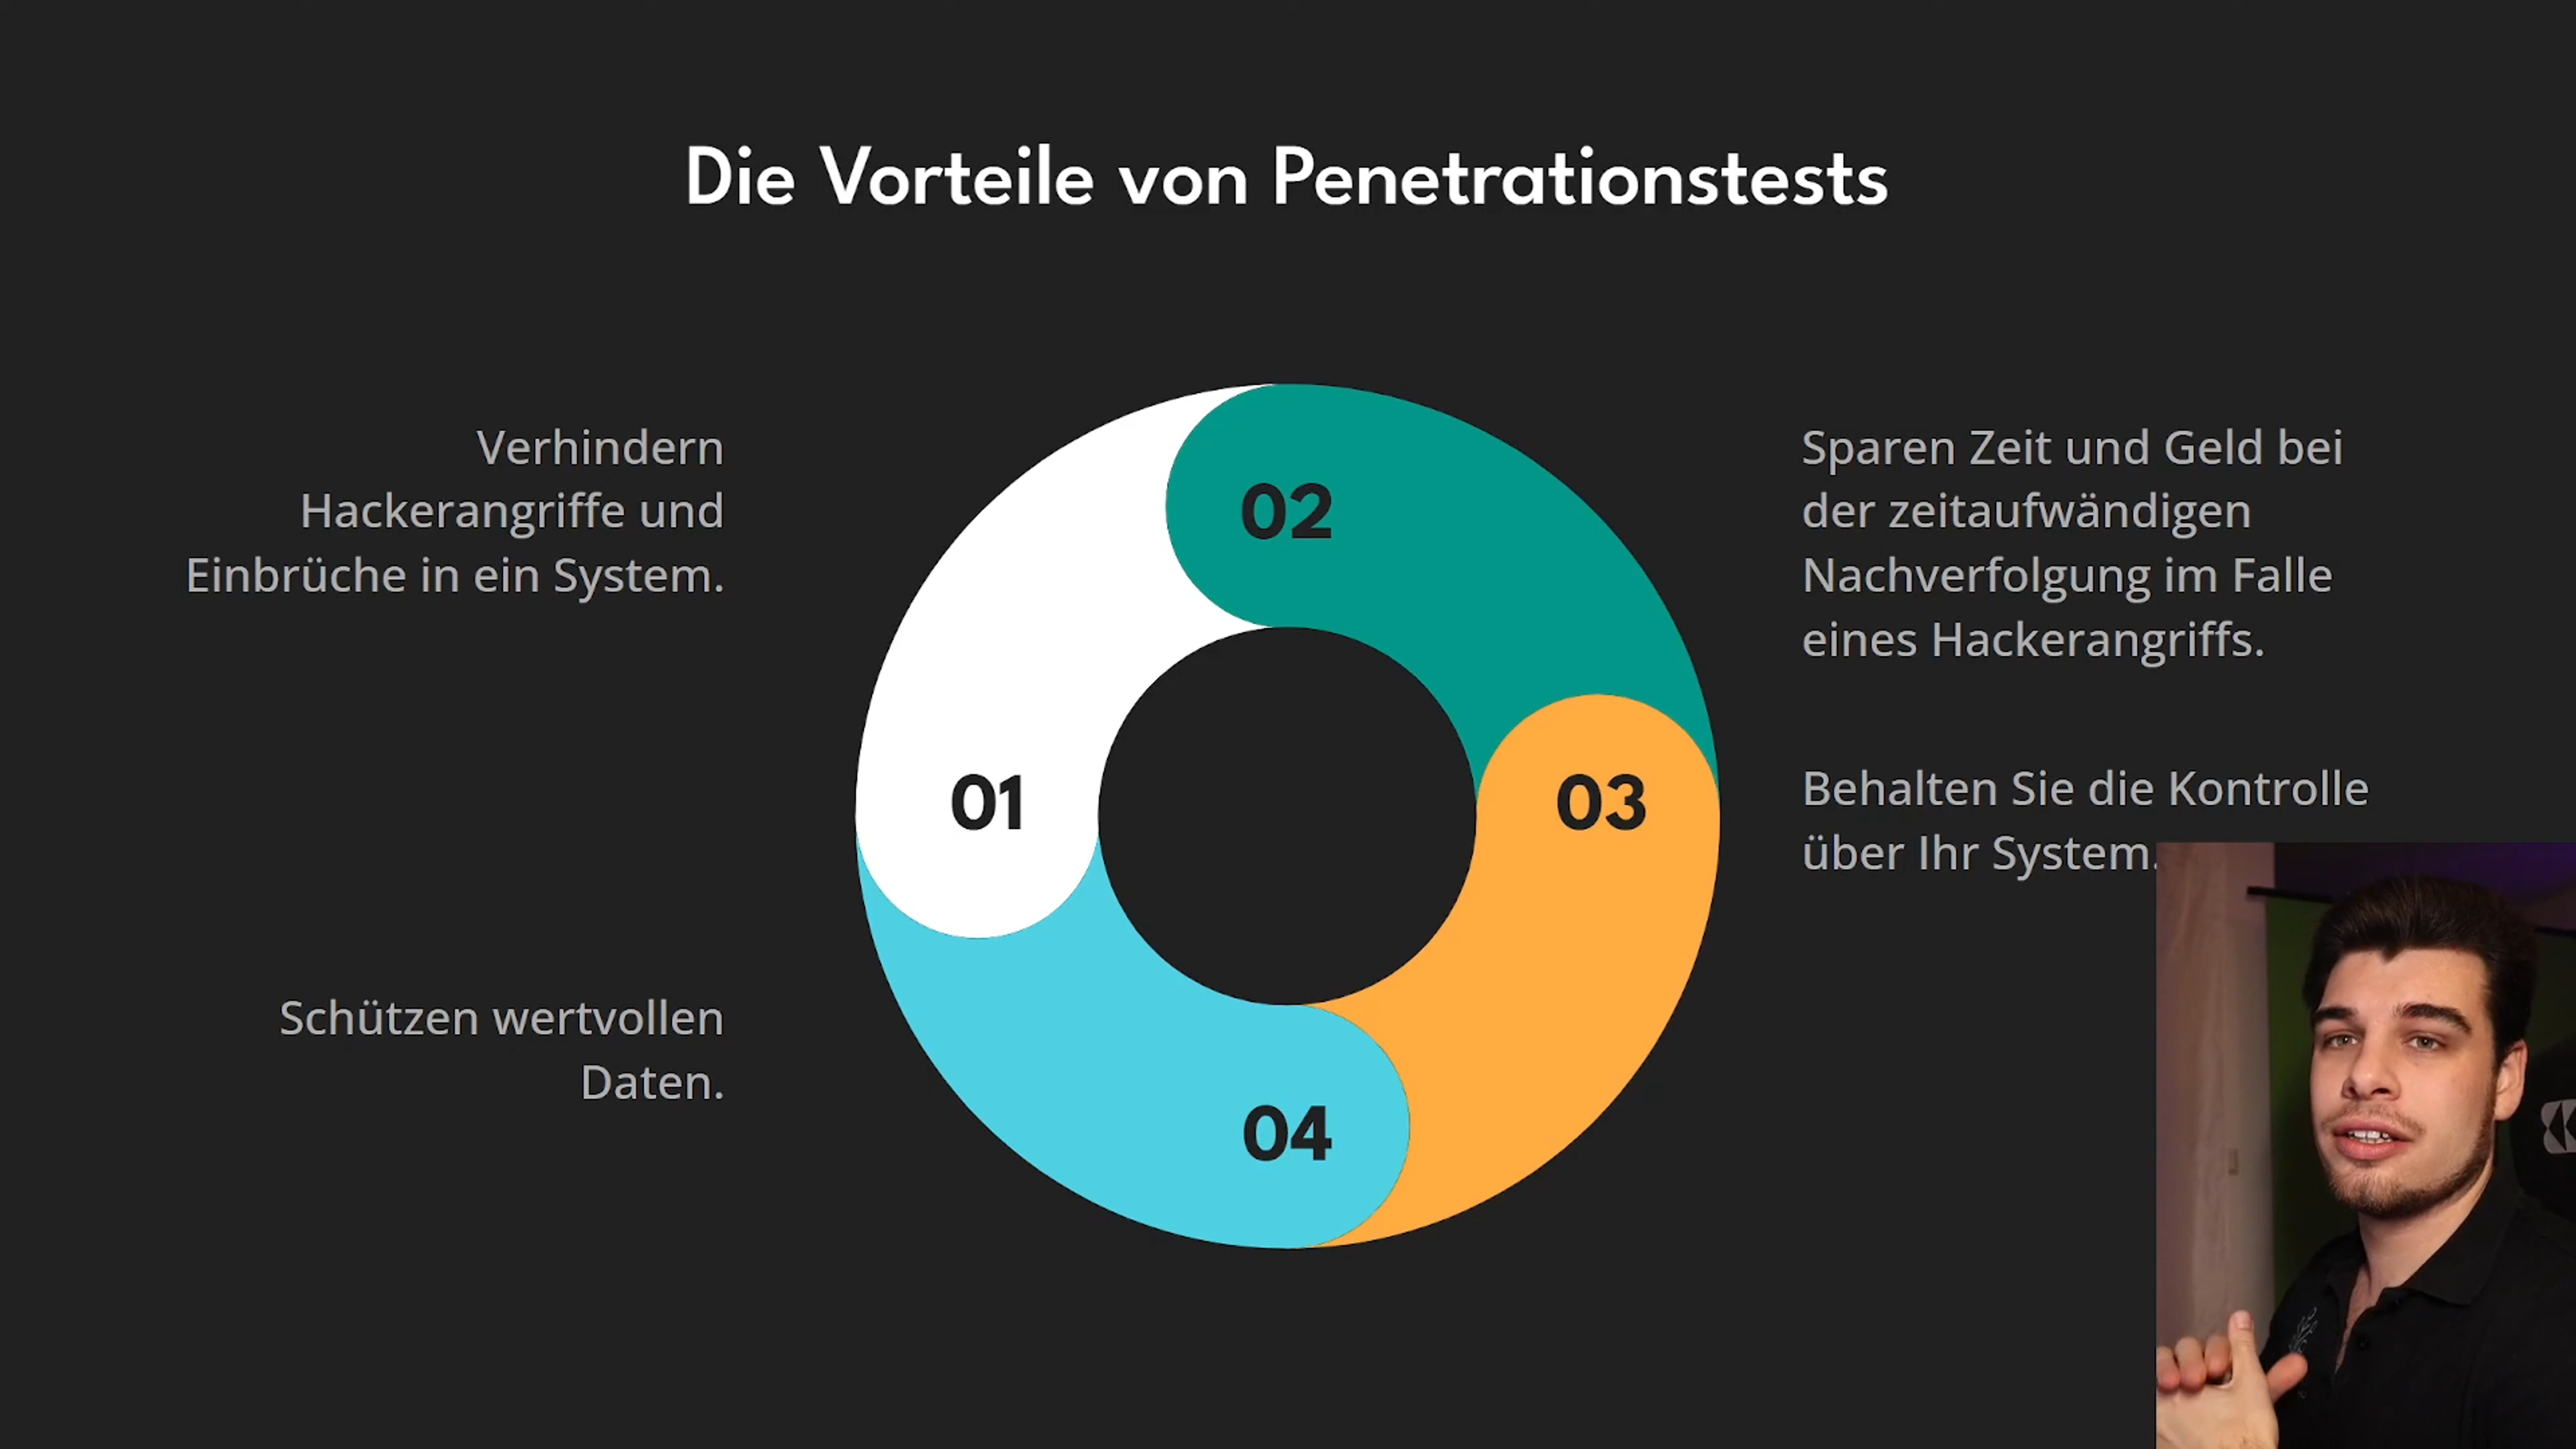 Die Vorteile von Penetrationstests
Verhindern
Hackerangriffe und
Einbrüche in ein System.
01
02
Sparen Zeit und Geld bei
der zeitaufwändigen
Nachverfolgung im Falle
eines Hackerangriffs.
03
Behalten Sie die Kontrolle
über Ihr System.
04
Schützen wertvollen
Daten.